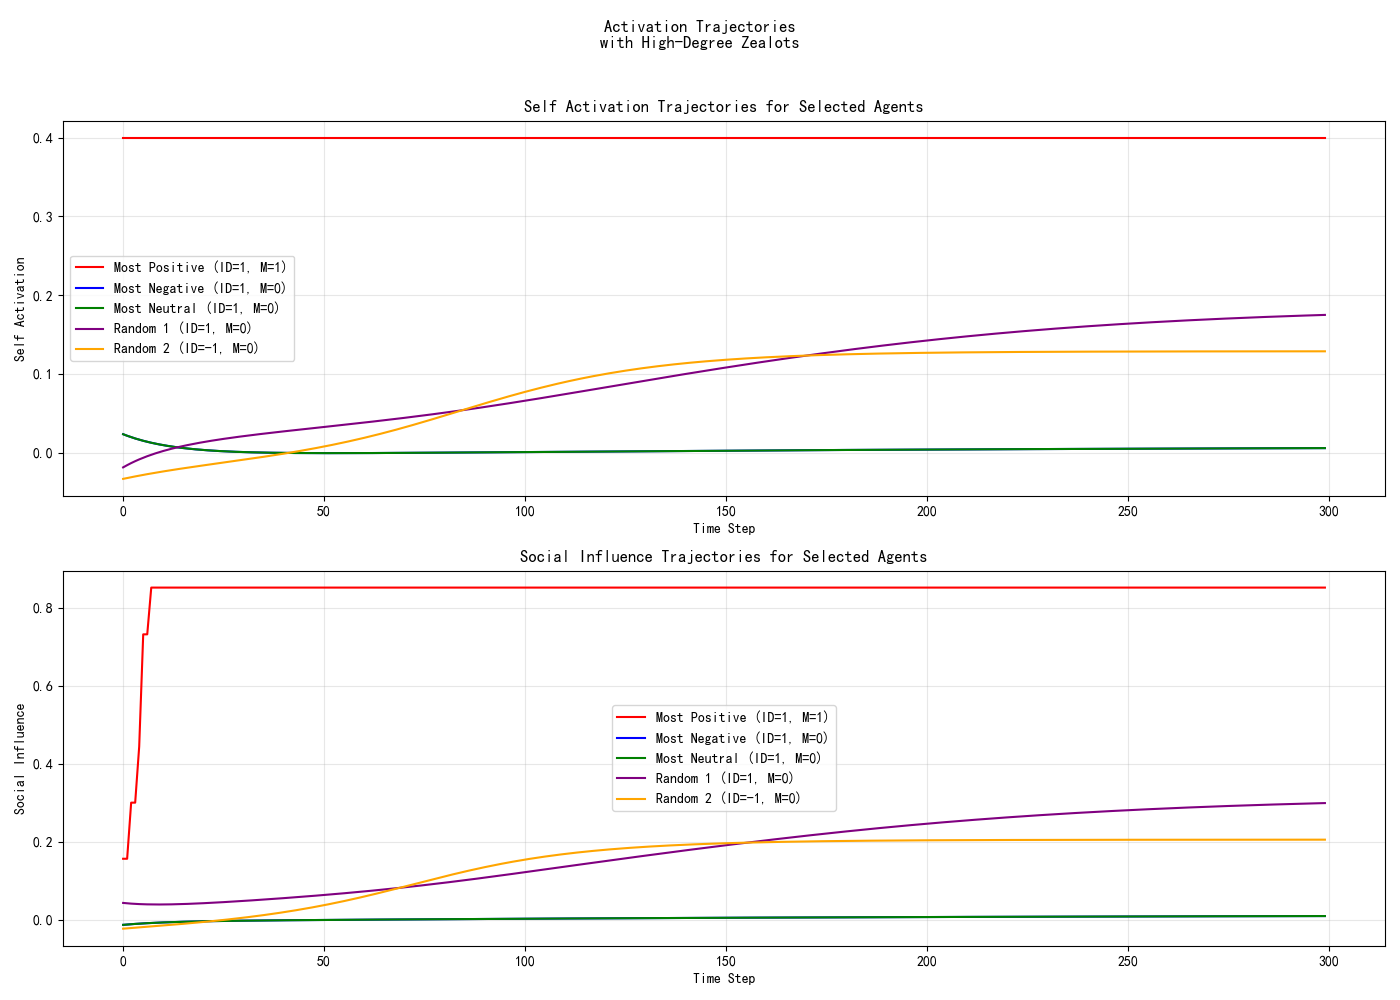 Activation Trajectories
with High-Degree Zealots
Self Activation Trajectories for Selected Agents
Self Activation
0.4
0.3
0.2
0.1
0.0
Most Positive (ID=1, M=1)
Most Negative (ID=1, M=0)
Most Neutral (ID=1, M=0)
Random 1 (ID=1, M=0)
Random 2 (ID=-1, M=0)
0
50
100
150
200
250
300
Time Step
Social Influence Trajectories for Selected Agents
Social Influence
0.8
0.6
0.4
0.2
0.0
Most Positive (ID=1, M=1)
Most Negative (ID=1, M=0)
Most Neutral (ID=1, M=0)
Random 1 (ID=1, M=0)
Random 2 (ID=-1, M=0)
0
50
100
150
200
250
300
Time Step